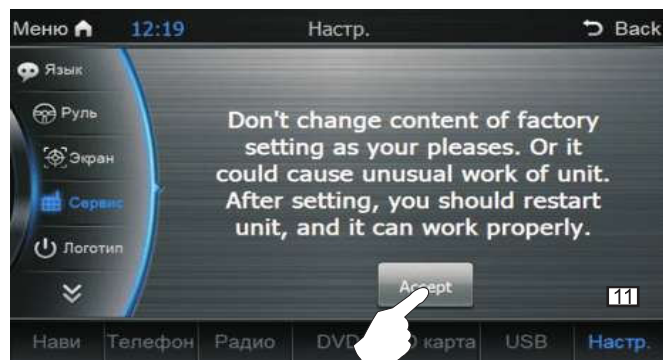 Меню 12:19 Настр. Back
Язык
Руль
Экран
Сервис
Логотип
Don't change content of factory
setting as your pleases. Or it
could cause unusual work of unit.
After setting, you should restart
unit, and it can work properly.
Accept
11
Нави Телефон Радио DVD карта USB Настр.